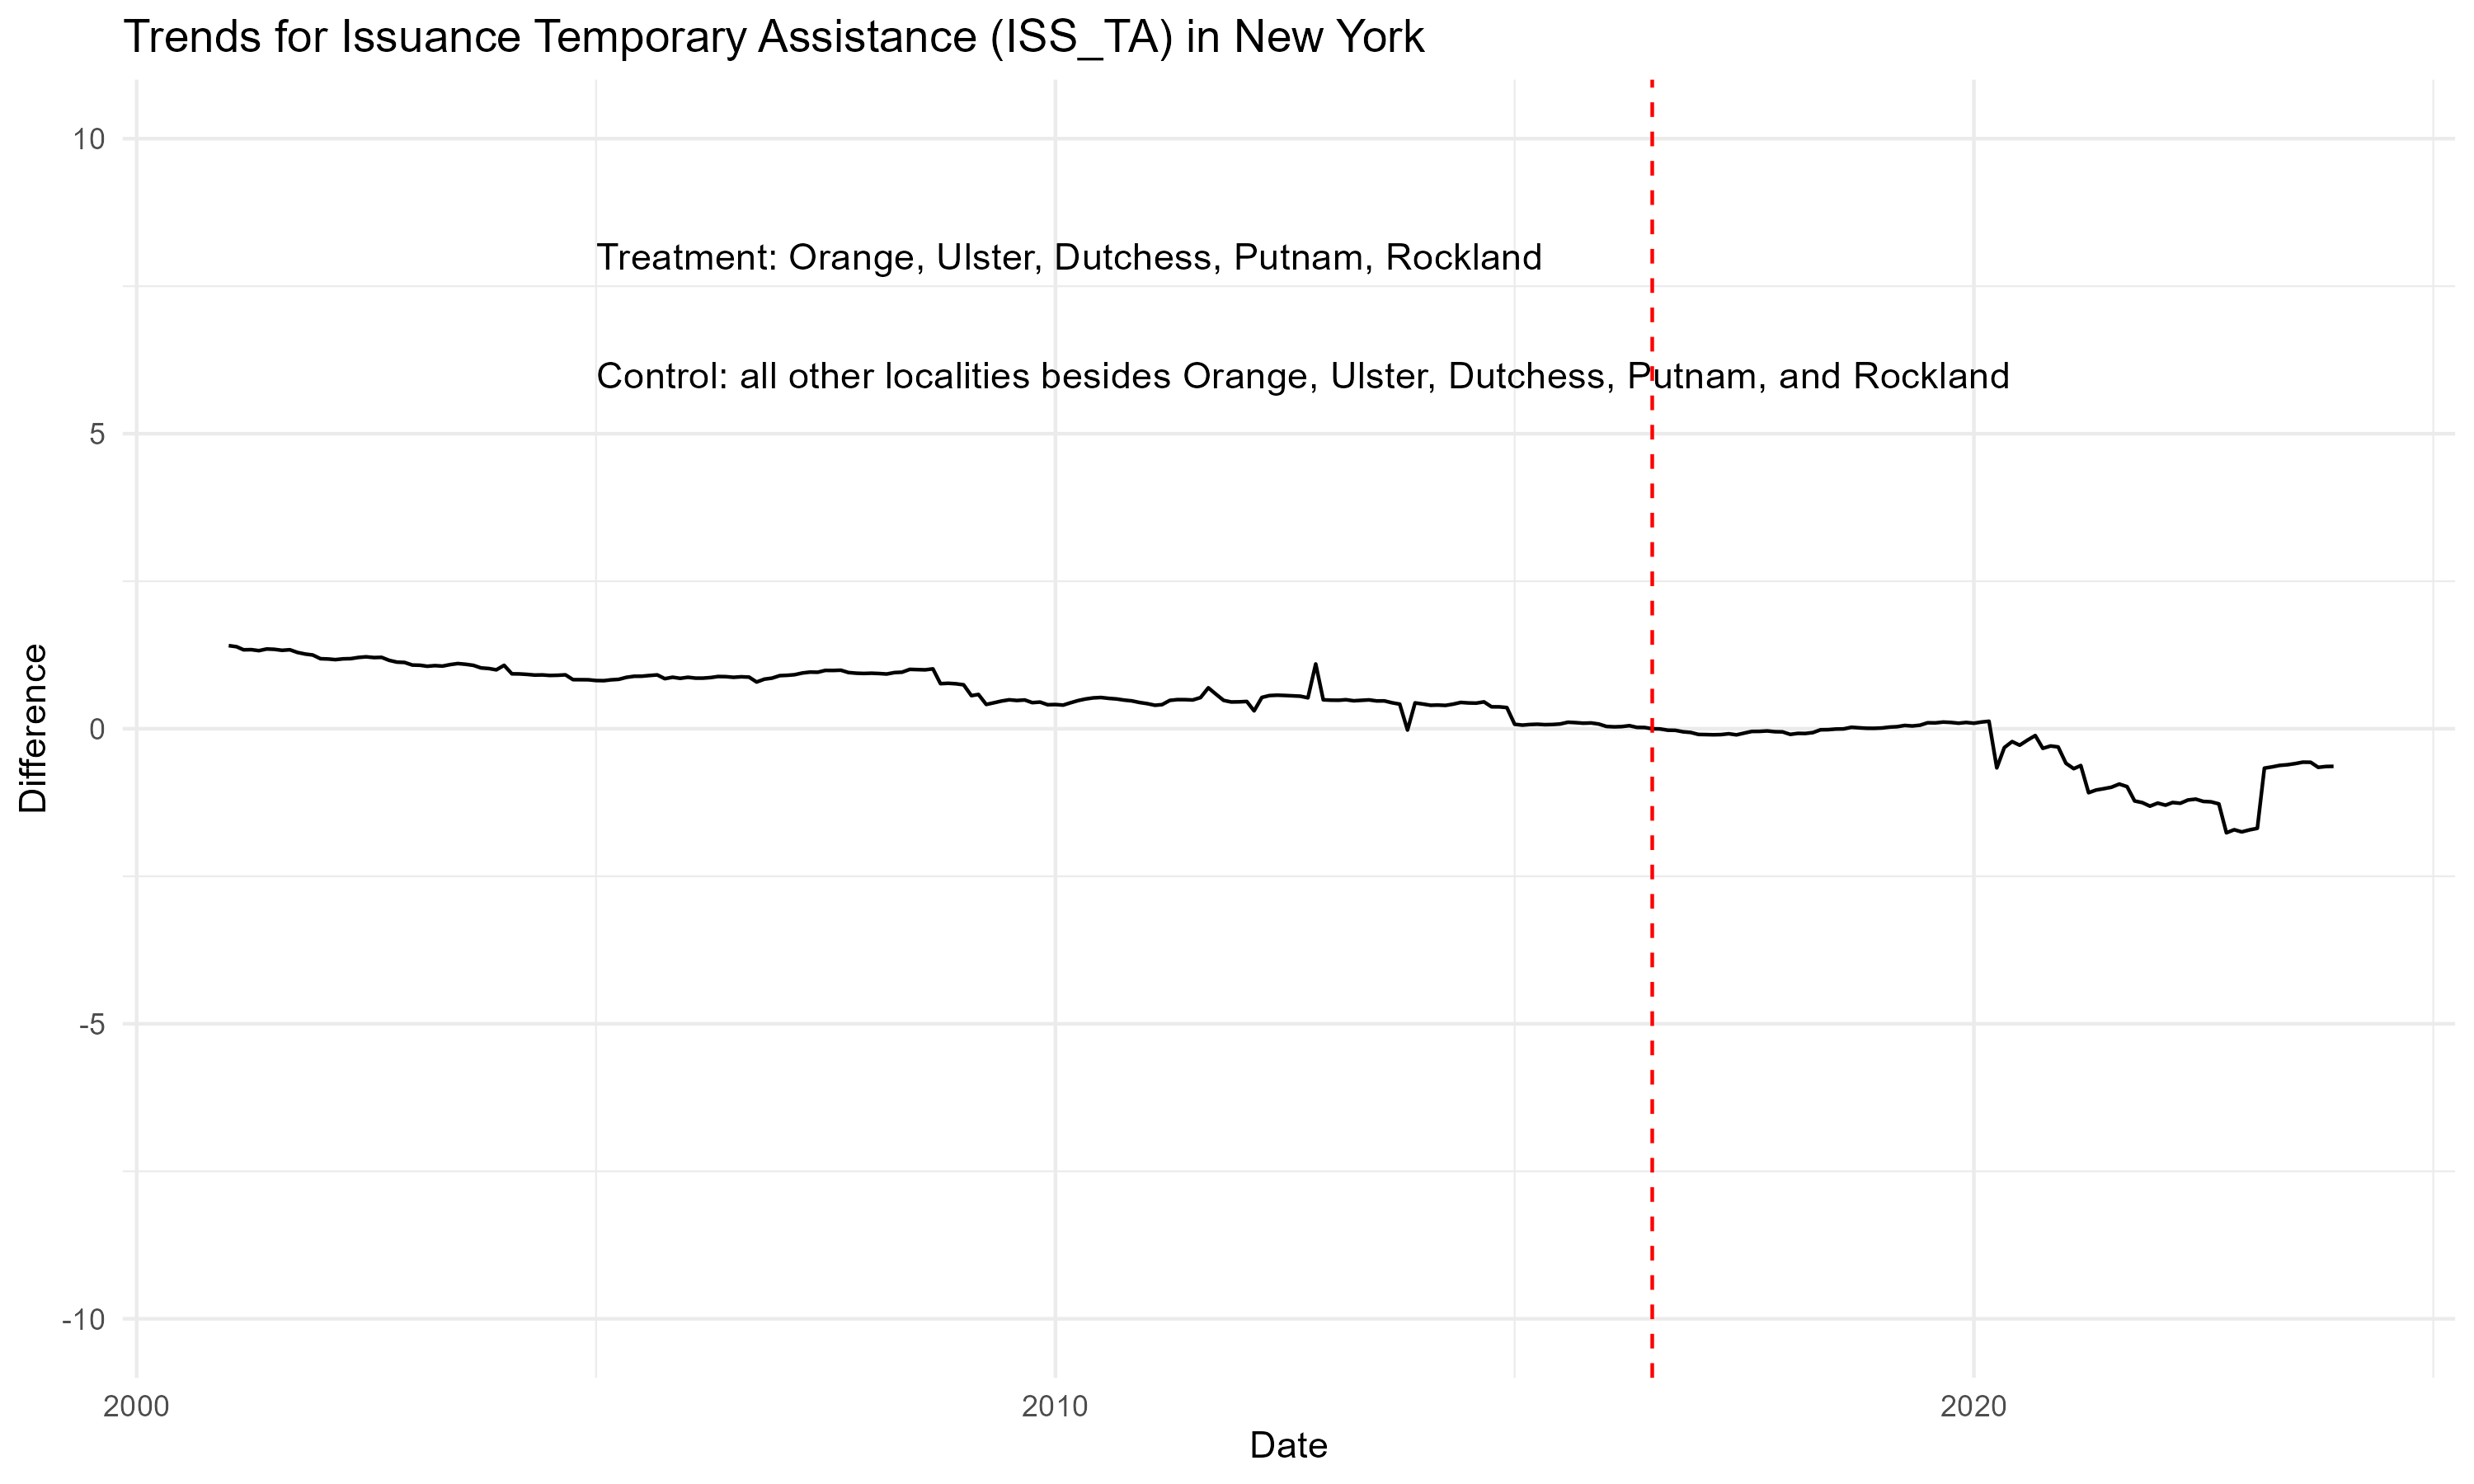 Trends for Issuance Temporary Assistance (ISS_TA) in New York
10
Treatment: Orange, Ulster, Dutchess, Putnam, Rockland
Control: all other localities besides Orange, Ulster, Dutchess, Putnam, and Rockland
5
0
Difference
-5
-10
2000 2010 2020
Date